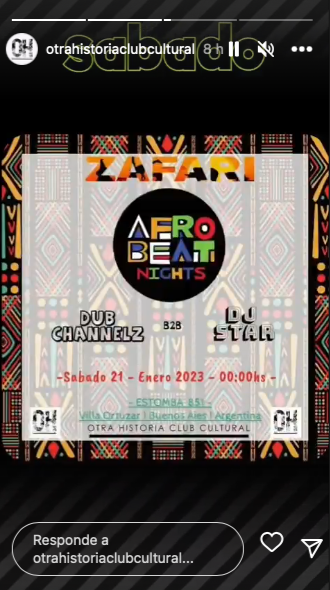 sabado
otrahistoriaclubcultural 8 h
OH
ZAFARI
AFRO
BEAT
NIGHTS
DUB
CHANNELZ
B2B
DJ
STAR
-Sabado 21 - Enero 2023 - 00:00hs -
- ESTOMBA 851 -
Villa Ortuzar | Buenos Aies | Argentina
OH
OTRA HISTORIA CLUB CULTURAL
OH
Responde a
otrahistoriaclubcultural...